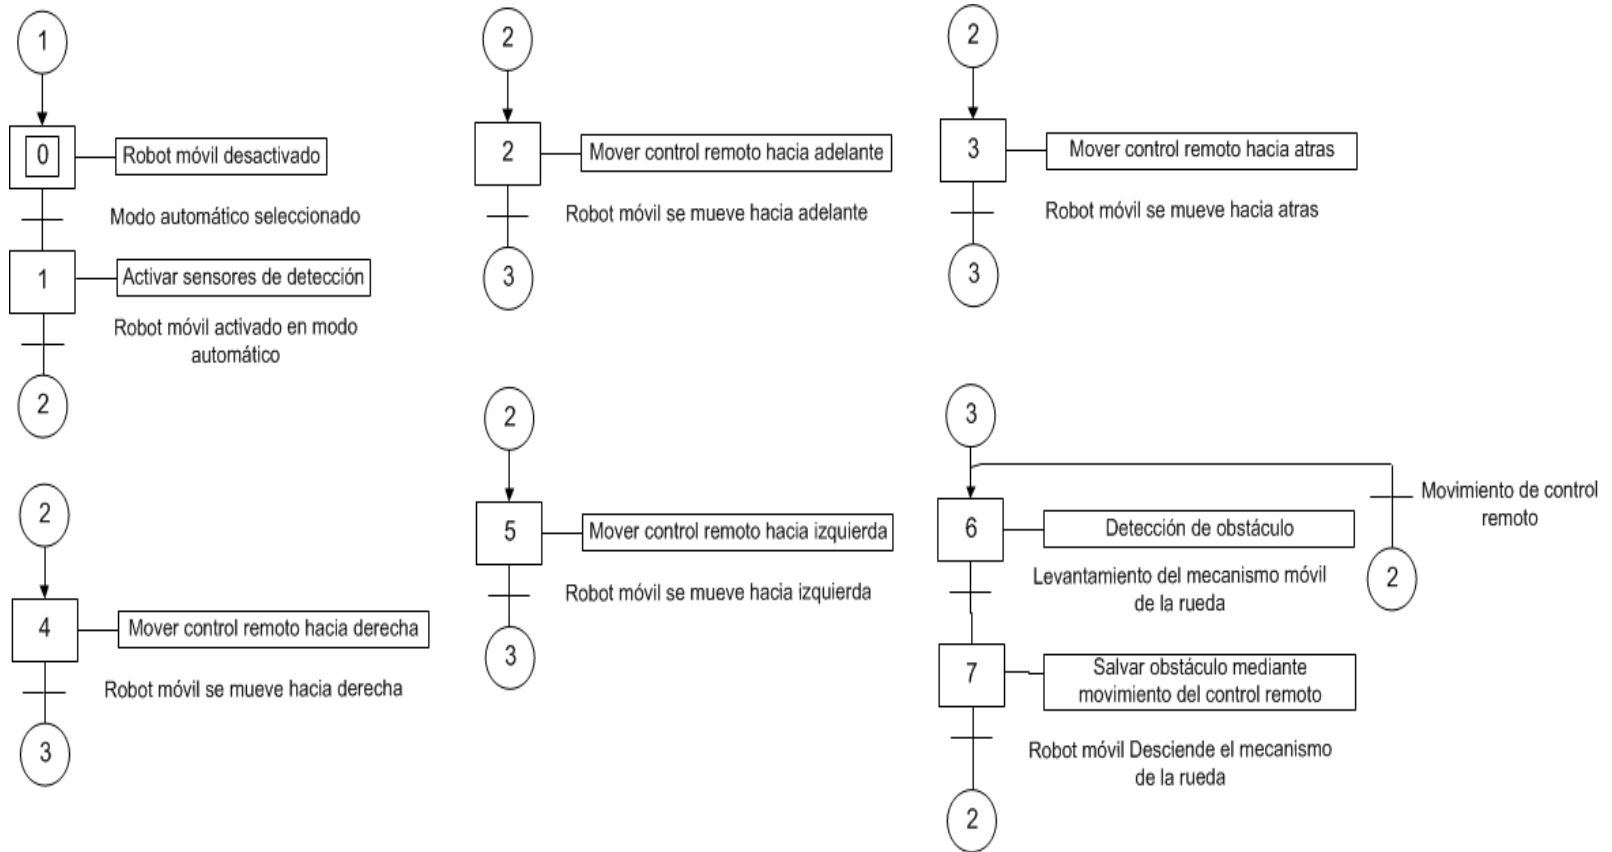 1
0
Robot móvil desactivado
Modo automático seleccionado
1
Activar sensores de detección
Robot móvil activado en modo
automático
2
2
2
Mover control remoto hacia adelante
Robot móvil se mueve hacia adelante
3
2
3
Mover control remoto hacia atras
Robot móvil se mueve hacia atras
3
2
4
Mover control remoto hacia derecha
Robot móvil se mueve hacia derecha
3
2
5
Mover control remoto hacia izquierda
Robot móvil se mueve hacia izquierda
3
3
Movimiento de control
remoto
6
Detección de obstáculo
2
Levantamiento del mecanismo móvil
de la rueda
7
Salvar obstáculo mediante
movimiento del control remoto
Robot móvil Desciende el mecanismo
de la rueda
2